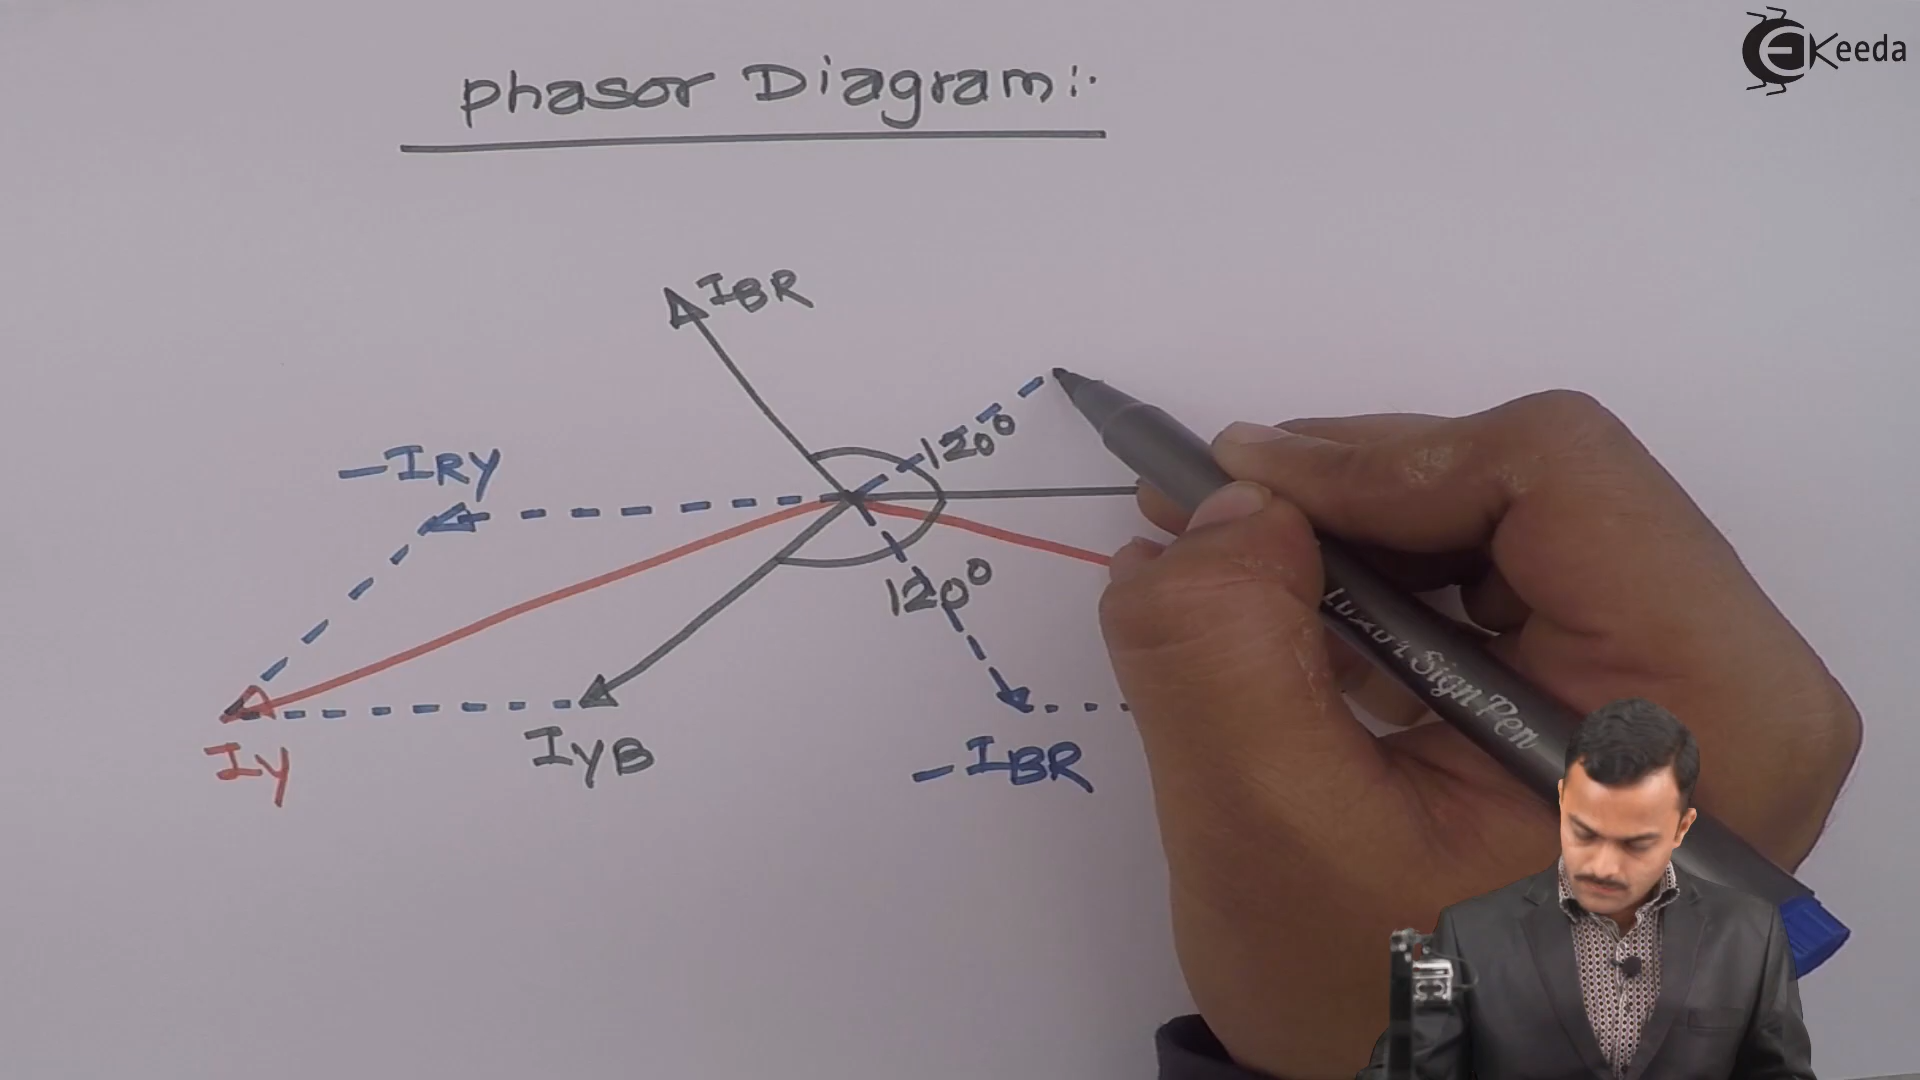 Keeda
Phasor Diagram:-
IBR
120°
-IRY
120°
IY
IYB
-IBR
Luxor Sign Pen